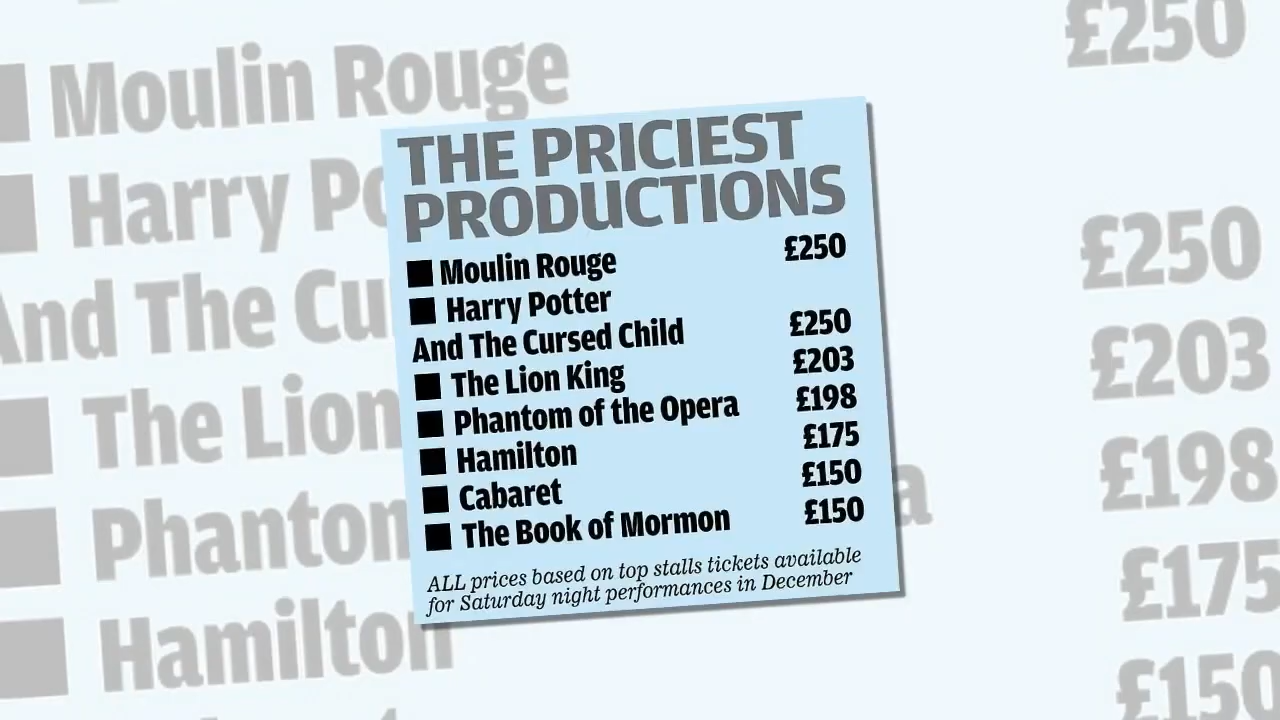 THE PRICIEST
PRODUCTIONS
■ Moulin Rouge £250
■ Harry Potter
And The Cursed Child £250
■ The Lion King £203
■ Phantom of the Opera £198
■ Hamilton £175
■ Cabaret £150
■ The Book of Mormon £150
ALL prices based on top stalls tickets available
for Saturday night performances in December